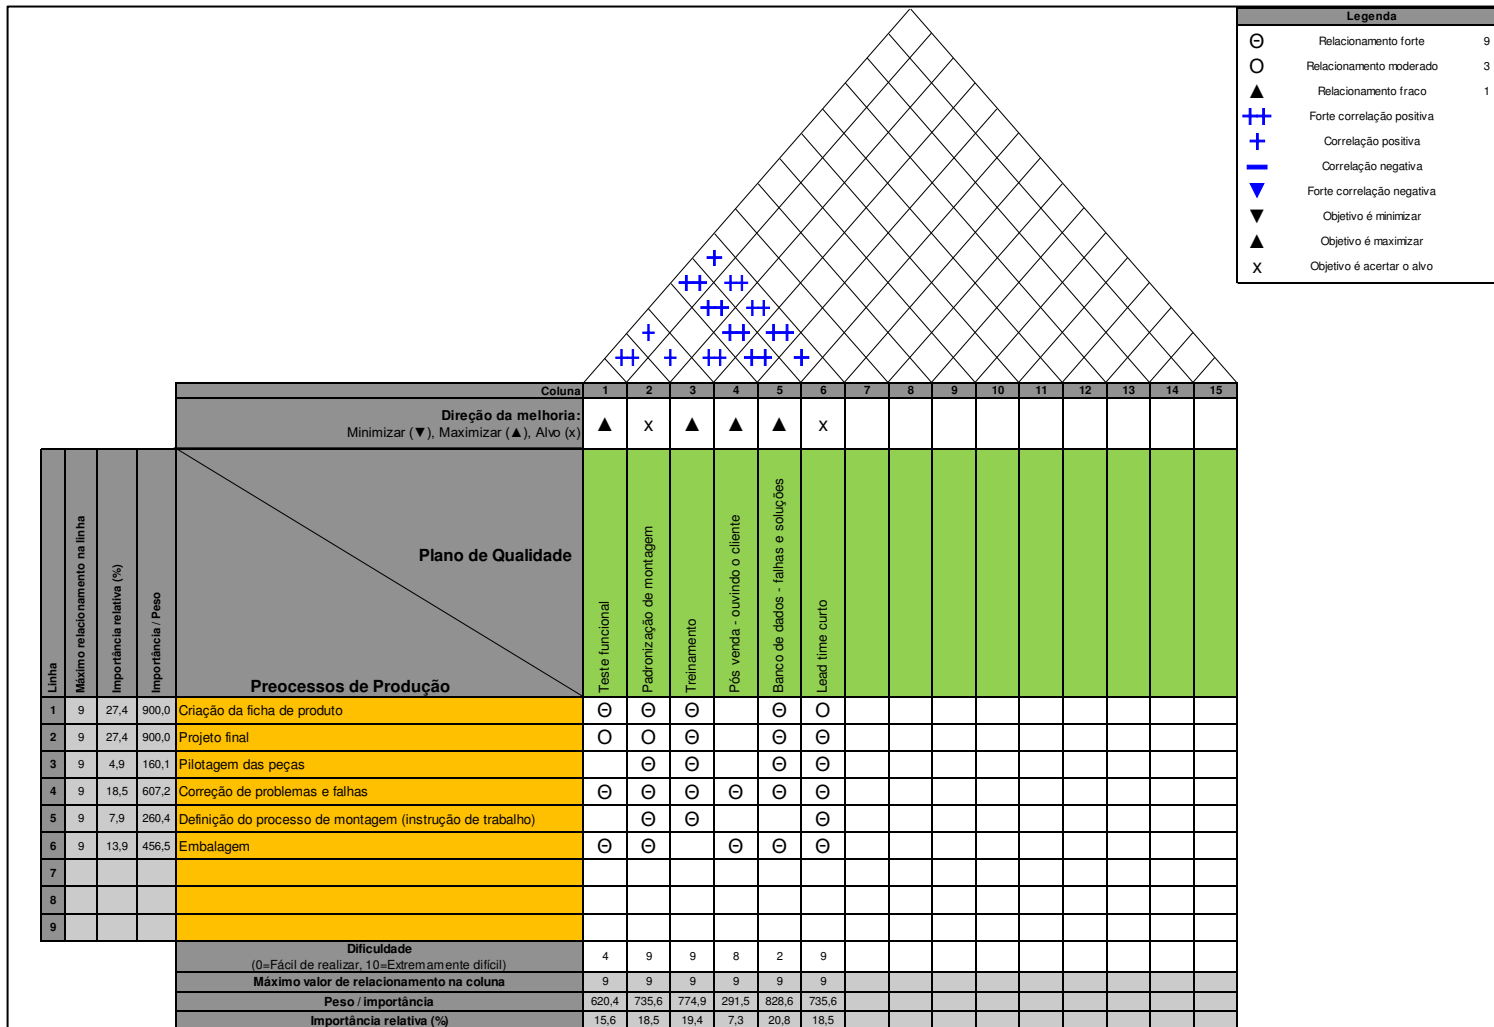 Legenda
Θ Relacionamento forte 9
Ο Relacionamento moderado 3
▲ Relacionamento fraco 1
++ Forte correlação positiva
+ Correlação positiva
▬ Correlação negativa
▼ Forte correlação negativa
▼ Objetivo é minimizar
▲ Objetivo é maximizar
x Objetivo é acertar o alvo
+
++ ++
++ ++
+ ++ ++
++ + ++ ++ +
Coluna 1 2 3 4 5 6 7 8 9 10 11 12 13 14 15
Direção da melhoria:
Minimizar (▼), Maximizar (▲), Alvo (x)
▲ x ▲ ▲ ▲ x
Linha
Máximo relacionamento na linha
Importância relativa (%)
Importância / Peso
Plano de Qualidade
Preocessos de Produção
Teste funcional
Padronização de montagem
Treinamento
Pós venda - ouvindo o cliente
Banco de dados - falhas e soluções
Lead time curto
1 9 27,4 900,0 Criação da ficha de produto Θ Θ Θ Θ Ο
2 9 27,4 900,0 Projeto final Ο Ο Θ Θ Θ
3 9 4,9 160,1 Pilotagem das peças Θ Θ Θ Θ
4 9 18,5 607,2 Correção de problemas e falhas Θ Θ Θ Θ Θ Θ
5 9 7,9 260,4 Definição do processo de montagem (instrução de trabalho) Θ Θ Θ
6 9 13,9 456,5 Embalagem Θ Θ Θ Θ Θ
7
8
9
Dificuldade
(0=Fácil de realizar, 10=Extremamente difícil)
4 9 9 8 2 9
Máximo valor de relacionamento na coluna 9 9 9 9 9 9
Peso / importância 620,4 735,6 774,9 291,5 828,6 735,6
Importância relativa (%) 15,6 18,5 19,4 7,3 20,8 18,5